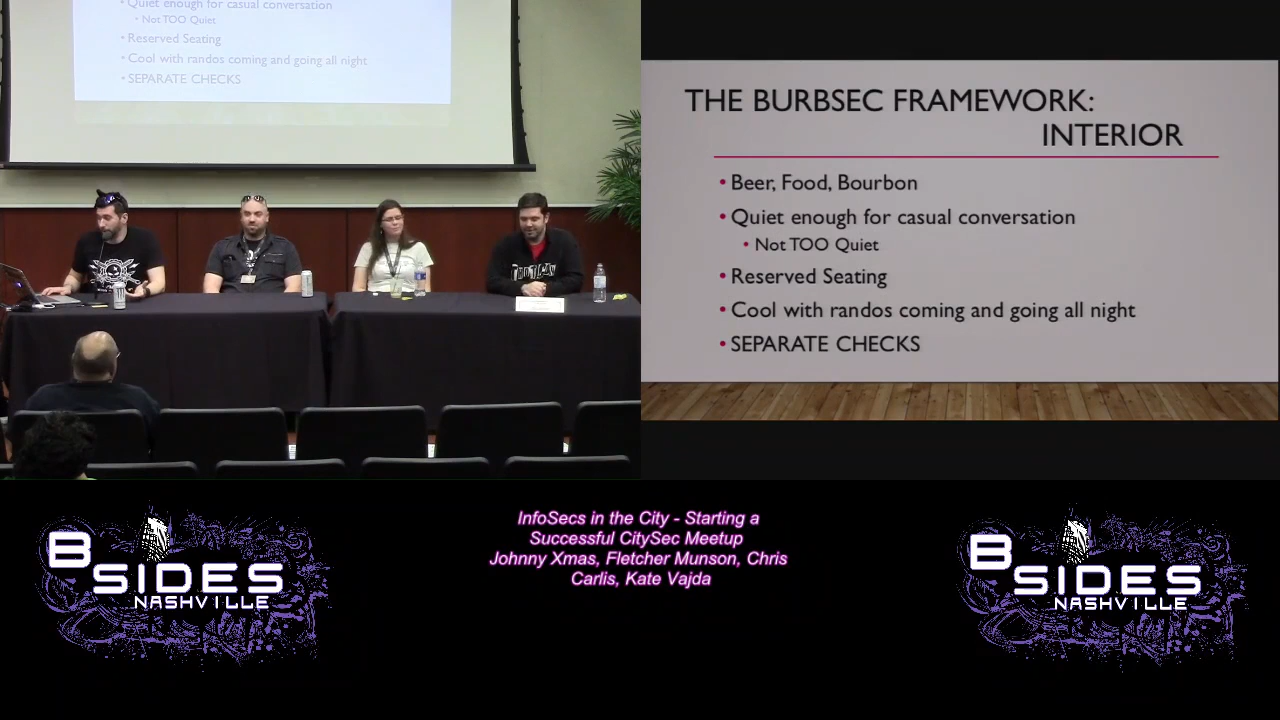 • Quiet enough for casual conversation
• Not TOO Quiet
• Reserved Seating
• Cool with randos coming and going all night
• SEPARATE CHECKS
THE BURBSEC FRAMEWORK:
INTERIOR
• Beer, Food, Bourbon
• Quiet enough for casual conversation
• Not TOO Quiet
• Reserved Seating
• Cool with randos coming and going all night
• SEPARATE CHECKS
BSIDES
NASHVILLE
InfoSecs in the City - Starting a
Successful CitySec Meetup
Johnny Xmas, Fletcher Munson, Chris
Carlis, Kate Vajda
BSIDES
NASHVILLE